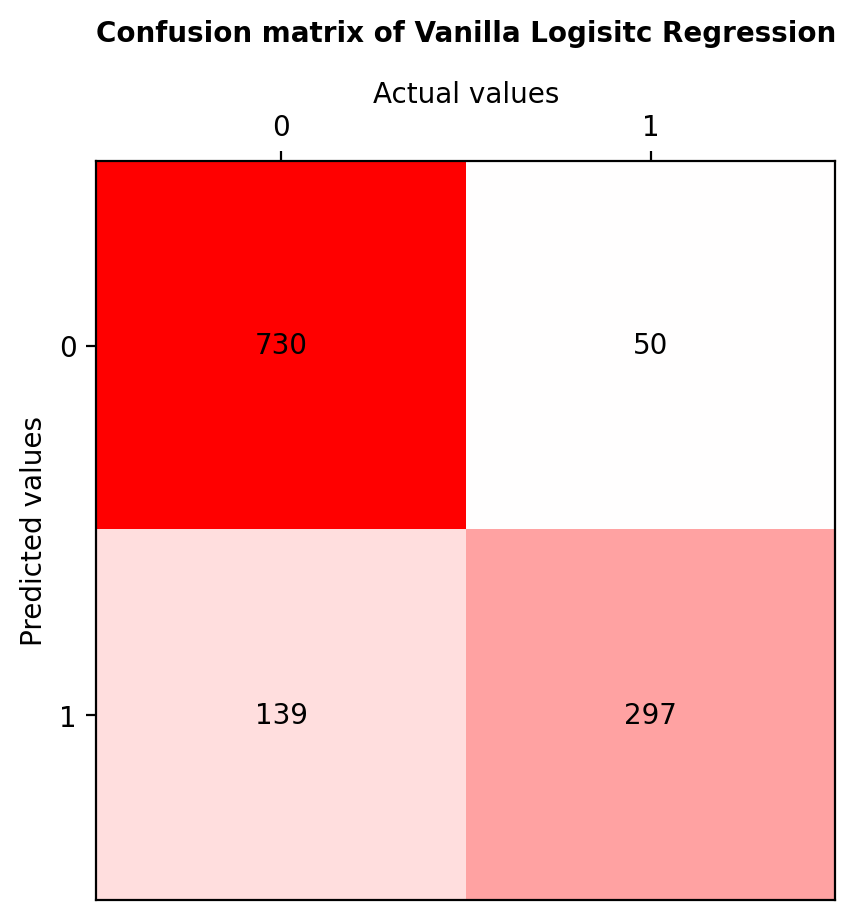 Confusion matrix of Vanilla Logisitc Regression
Actual values
0 1
0 730 50
Predicted values
1 139 297